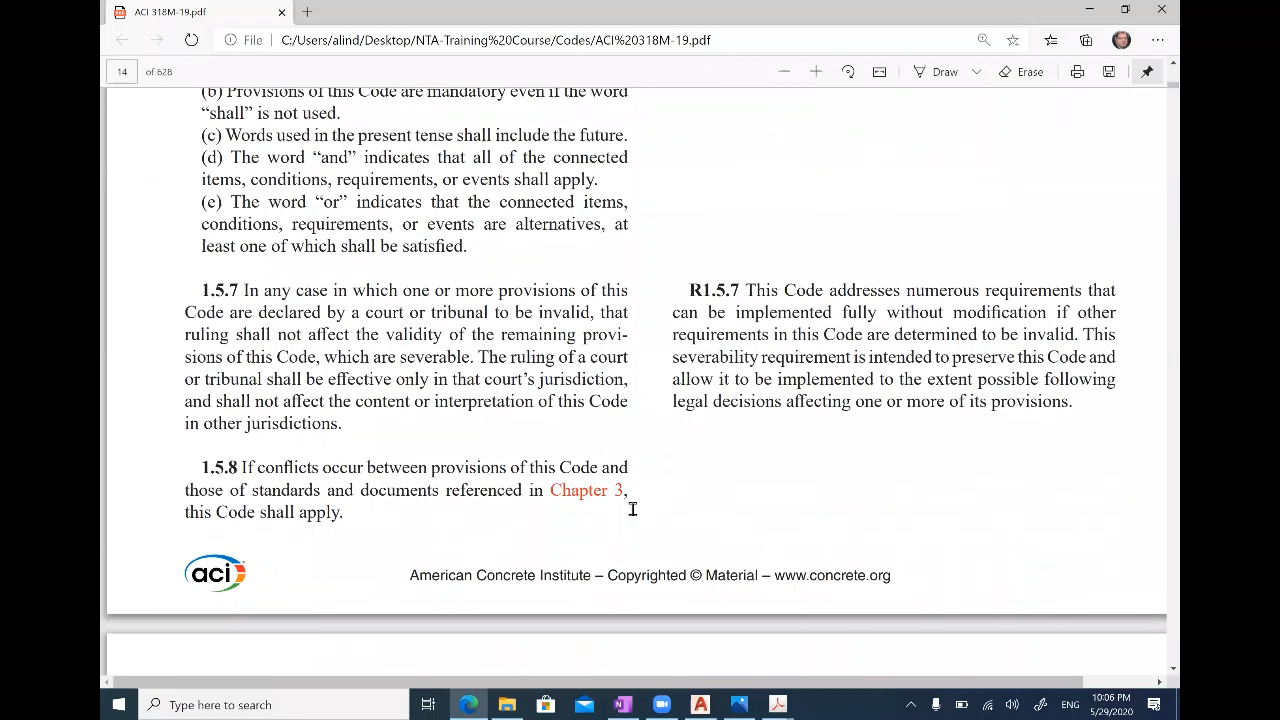 ACI 318M-19.pdf
File C:/Users/alind/Desktop/NTA-Training%20Course/Codes/ACI%20318M-19.pdf
14 of 628 Draw Erase
(b) Provisions of this Code are mandatory even if the word
“shall” is not used.
(c) Words used in the present tense shall include the future.
(d) The word “and” indicates that all of the connected
items, conditions, requirements, or events shall apply.
(e) The word “or” indicates that the connected items,
conditions, requirements, or events are alternatives, at
least one of which shall be satisfied.
1.5.7 In any case in which one or more provisions of this
Code are declared by a court or tribunal to be invalid, that
ruling shall not affect the validity of the remaining provi-
sions of this Code, which are severable. The ruling of a court
or tribunal shall be effective only in that court’s jurisdiction,
and shall not affect the content or interpretation of this Code
in other jurisdictions.
1.5.8 If conflicts occur between provisions of this Code and
those of standards and documents referenced in Chapter 3,
this Code shall apply.
R1.5.7 This Code addresses numerous requirements that
can be implemented fully without modification if other
requirements in this Code are determined to be invalid. This
severability requirement is intended to preserve this Code and
allow it to be implemented to the extent possible following
legal decisions affecting one or more of its provisions.
aci
American Concrete Institute – Copyrighted © Material – www.concrete.org
Type here to search
ENG
10:06 PM
5/29/2020